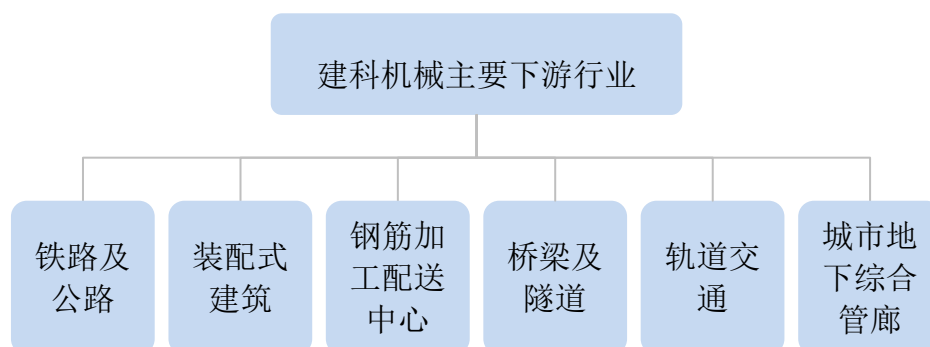 建科机械主要下游行业
铁路及
公路
装配式
建筑
钢筋加
工配送
中心
桥梁及
隧道
轨道交
通
城市地
下综合
管廊